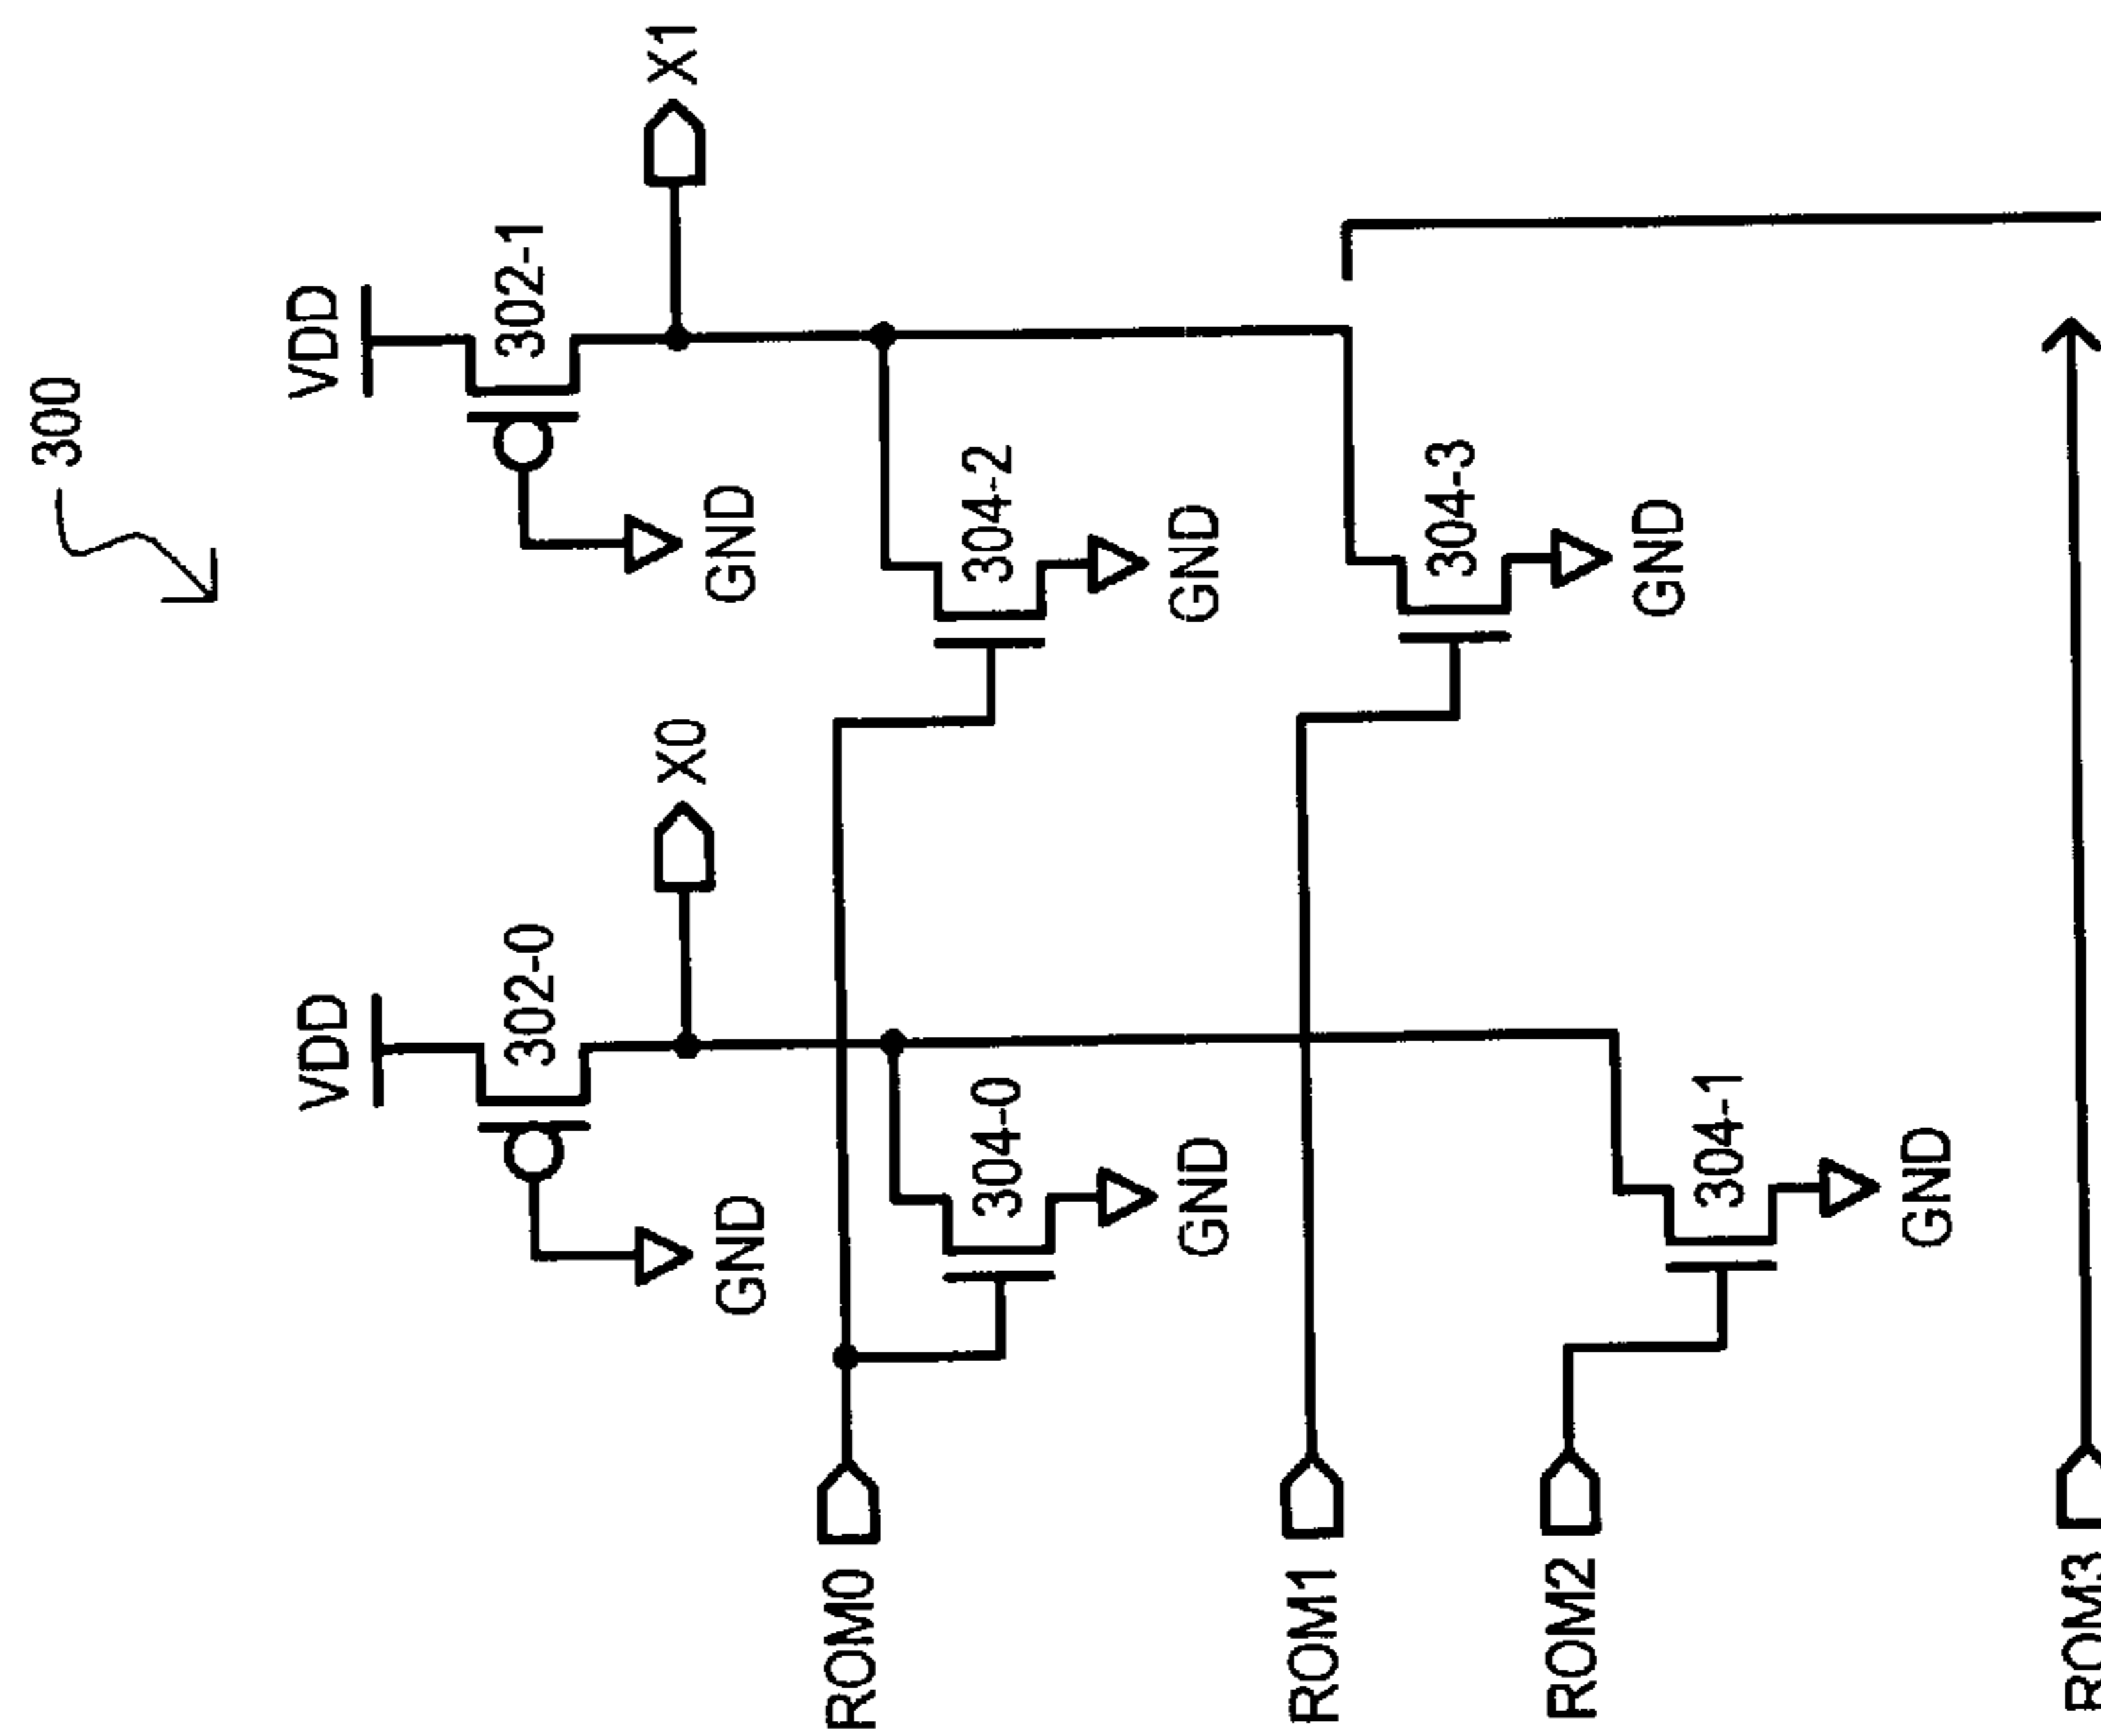 300
VDD
302-1
X1
GND
304-2
GND
304-3
GND
VDD
302-0
X0
GND
304-0
GND
304-1
GND
ROM0
ROM1
ROM2
ROM3